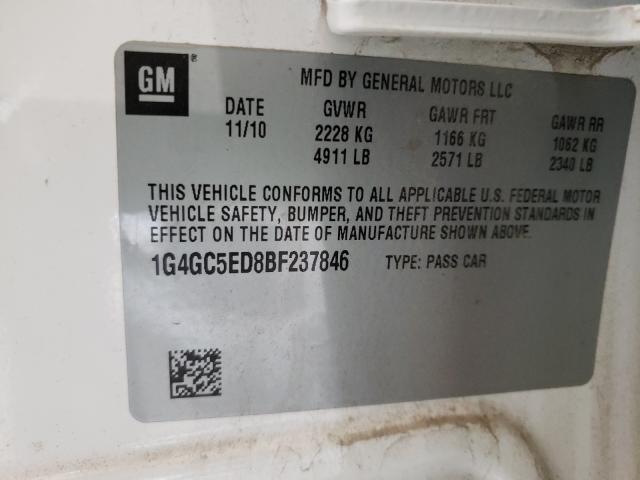 GM ®
MFD BY GENERAL MOTORS LLC
DATE GVWR GAWR FRT GAWR RR
11/10 2228 KG 1166 KG 1062 KG
4911 LB 2571 LB 2340 LB
THIS VEHICLE CONFORMS TO ALL APPLICABLE U.S. FEDERAL MOTOR
VEHICLE SAFETY, BUMPER, AND THEFT PREVENTION STANDARDS IN
EFFECT ON THE DATE OF MANUFACTURE SHOWN ABOVE.
1G4GC5ED8BF237846 TYPE: PASS CAR